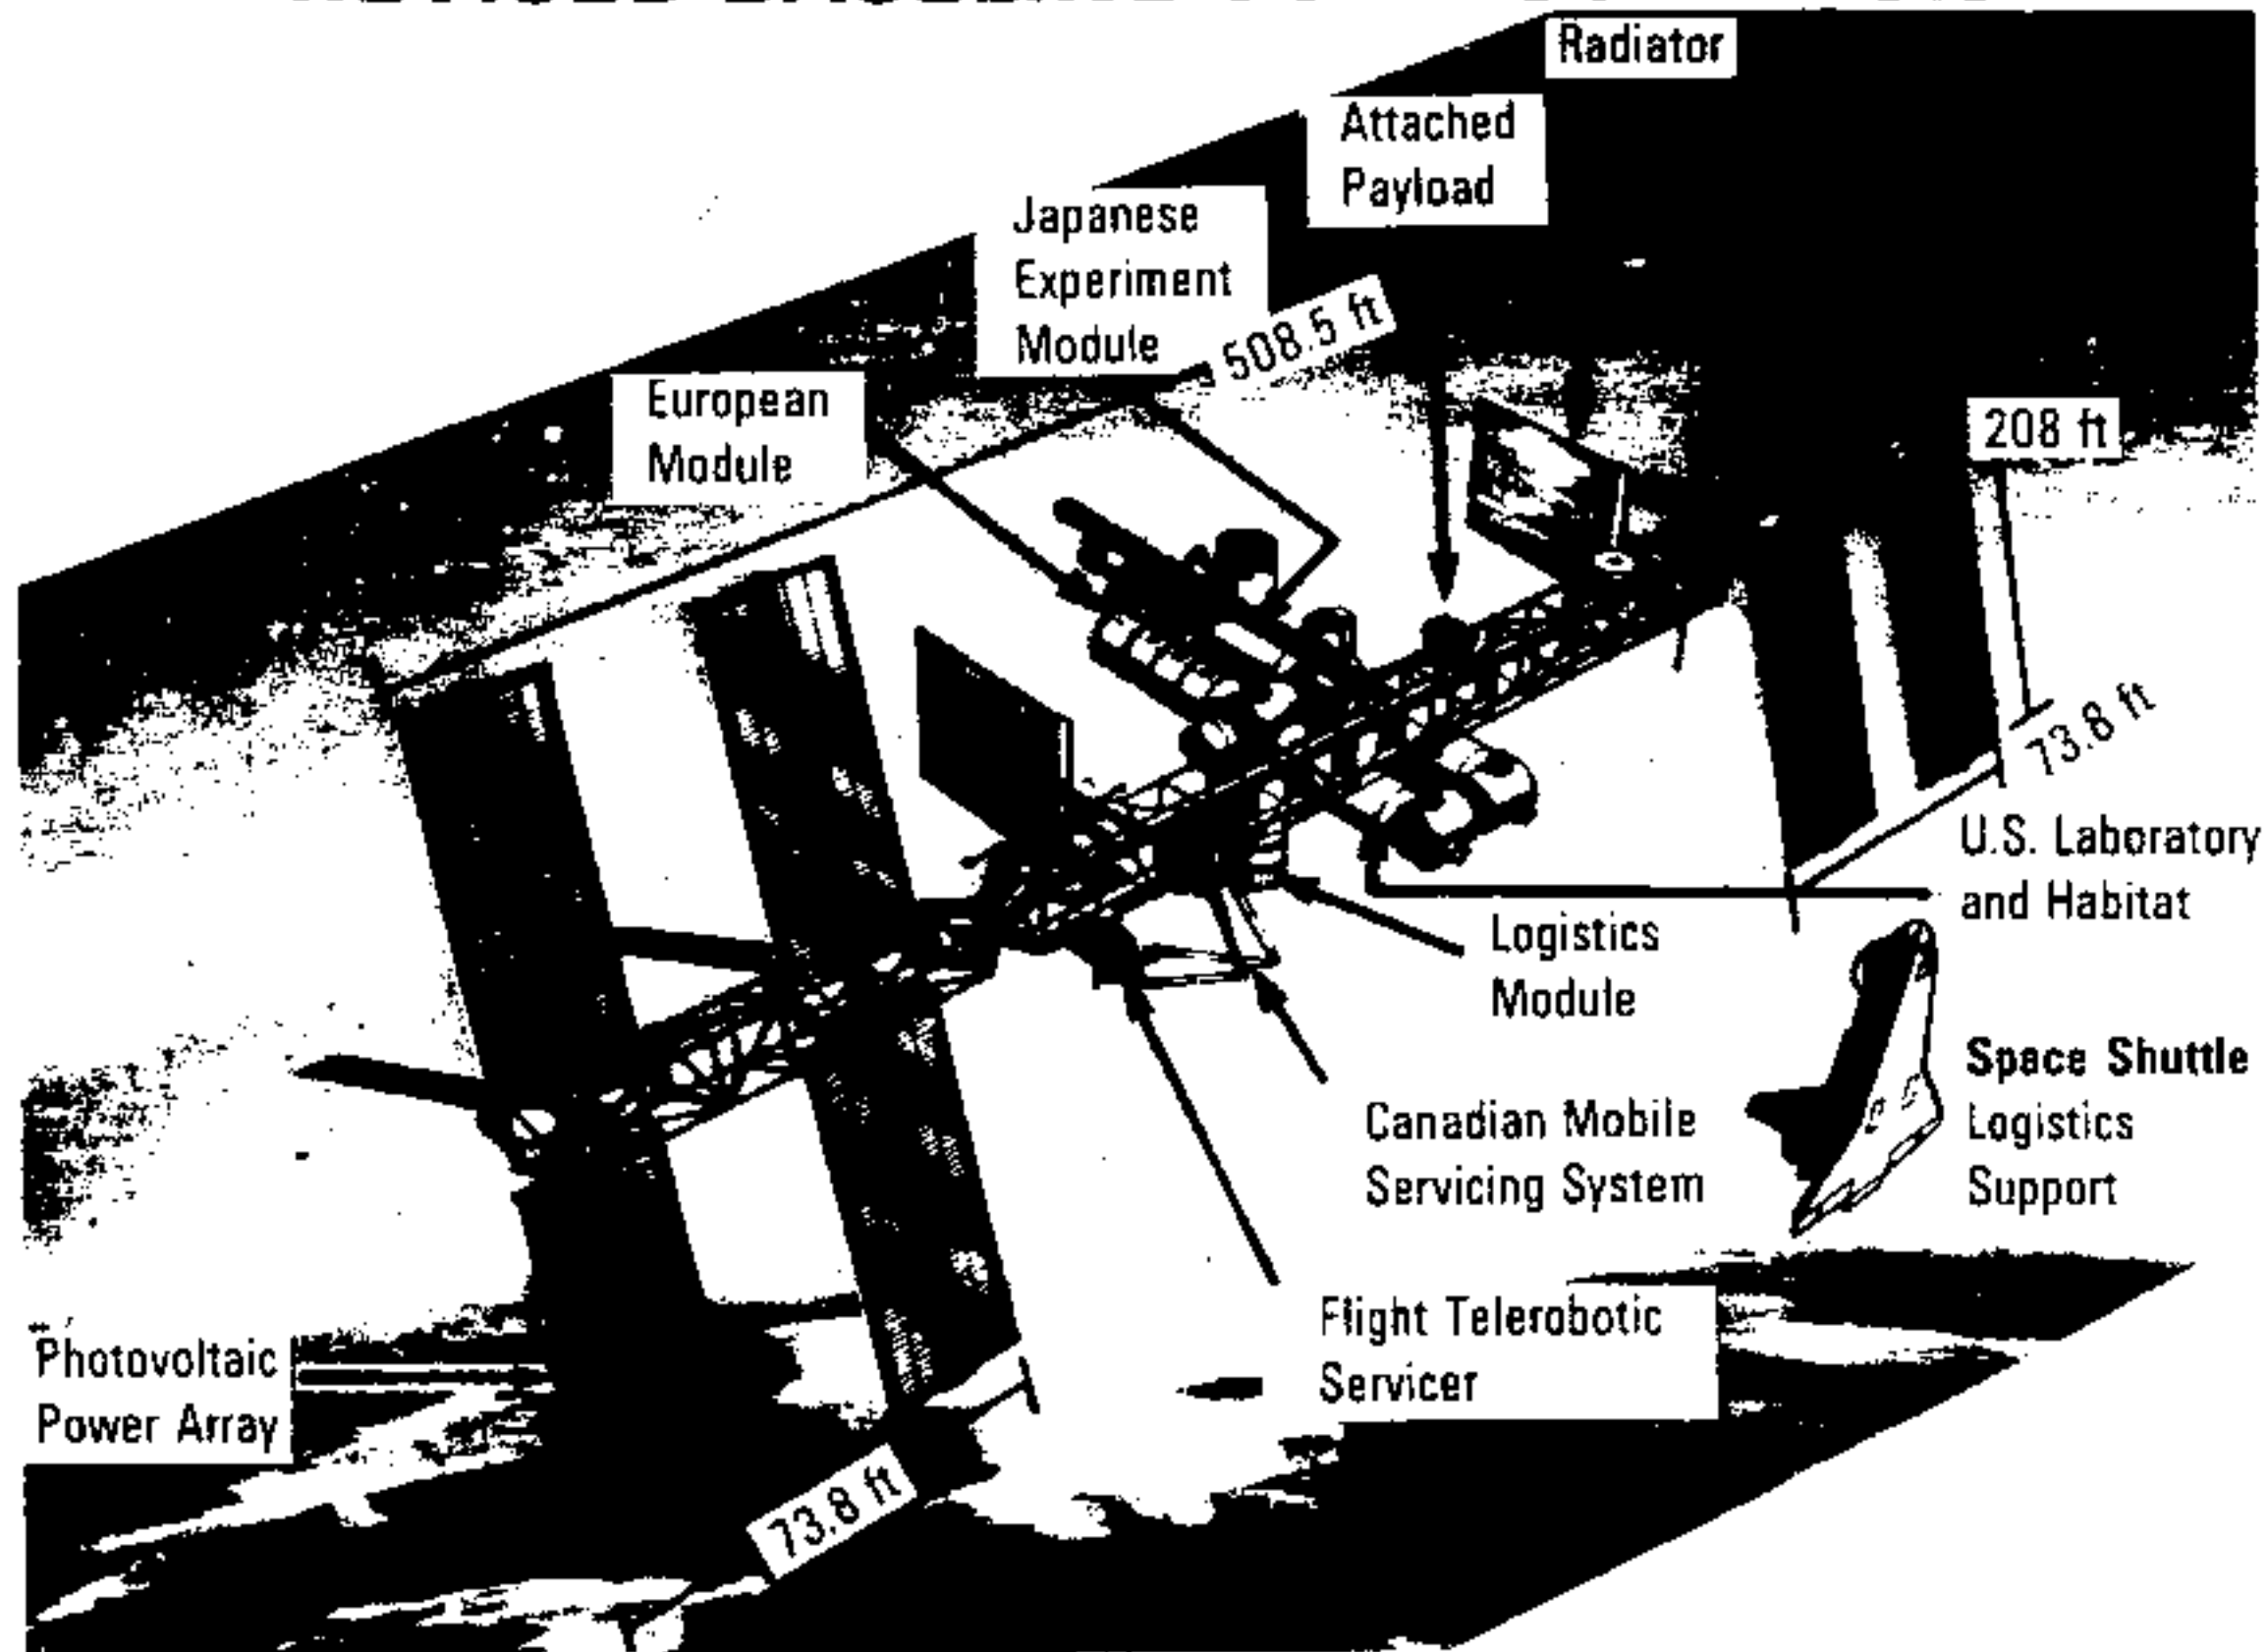 Radiator
Attached
Payload
Japanese
Experiment
Module
508.5 ft
European
Module
208 ft
73.8 ft
U.S. Laboratory
and Habitat
Logistics
Module
Space Shuttle
Logistics
Support
Canadian Mobile
Servicing System
Flight Telerobotic
Servicer
Photovoltaic
Power Array
73.8 ft